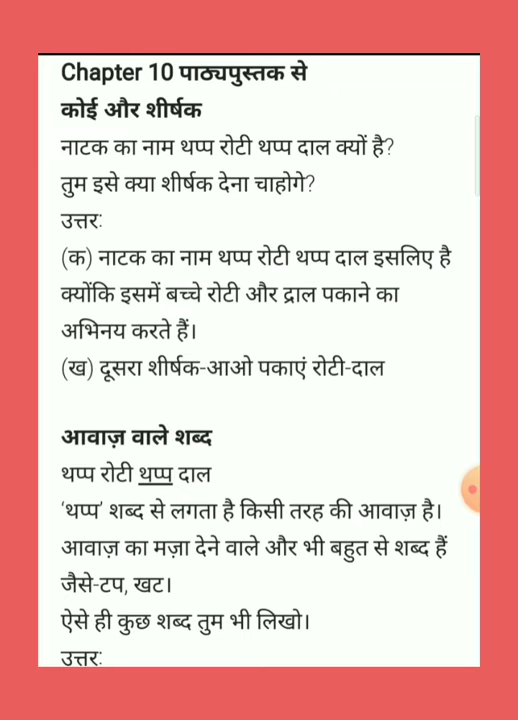 Chapter 10 पाठ्यपुस्तक से
कोई और शीर्षक
नाटक का नाम थप्प रोटी थप्प दाल क्यों है?
तुम इसे क्या शीर्षक देना चाहोगे?
उत्तर:
(क) नाटक का नाम थप्प रोटी थप्प दाल इसलिए है
क्योंकि इसमें बच्चे रोटी और द्राल पकाने का
अभिनय करते हैं।
(ख) दूसरा शीर्षक-आओ पकाएं रोटी-दाल
आवाज़ वाले शब्द
थप्प रोटी थप्प दाल
‘थप्प’ शब्द से लगता है किसी तरह की आवाज़ है।
आवाज़ का मज़ा देने वाले और भी बहुत से शब्द हैं
जैसे-टप, खट।
ऐसे ही कुछ शब्द तुम भी लिखो।
उत्तर: